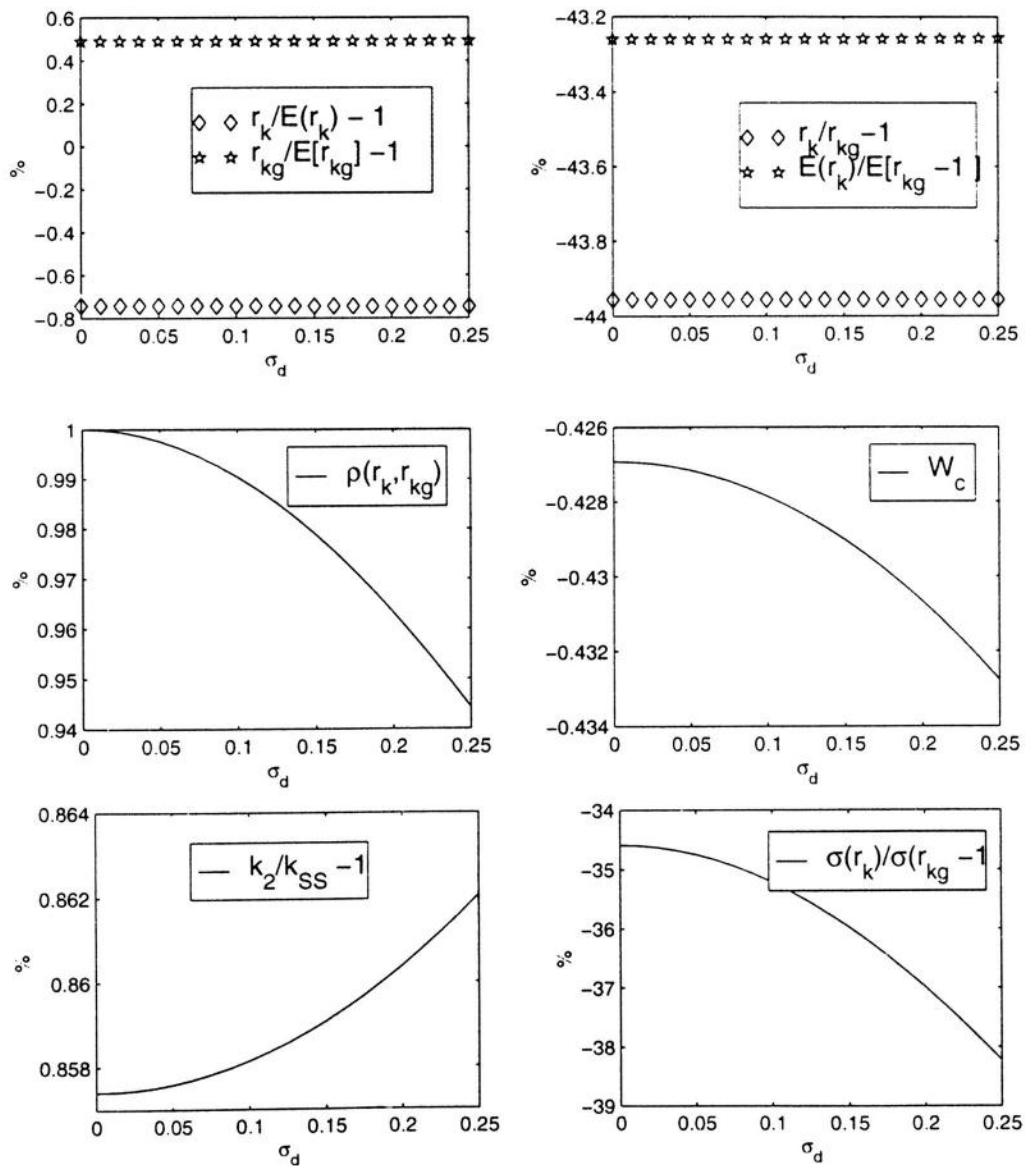 0.6
0.4
0.2
0
−0.2
−0.4
−0.6
−0.8
%
r_k/E(r_k) − 1
r_kg/E[r_kg] −1
0 0.05 0.1 0.15 0.2 0.25
σ_d
−43.2
−43.4
−43.6
−43.8
−44
%
r_k/r_kg−1
E(r_k)/E[r_kg −1 ]
0 0.05 0.1 0.15 0.2 0.25
σ_d
1
0.99
0.98
0.97
0.96
0.95
0.94
%
ρ(r_k,r_kg)
0 0.05 0.1 0.15 0.2 0.25
σ_d
−0.426
−0.428
−0.43
−0.432
−0.434
%
W_c
0 0.05 0.1 0.15 0.2 0.25
σ_d
0.864
0.862
0.86
0.858
%
k_2/k_SS −1
0 0.05 0.1 0.15 0.2 0.25
σ_d
−34
−35
−36
−37
−38
−39
%
σ(r_k)/σ(r_kg −1
0 0.05 0.1 0.15 0.2 0.25
σ_d